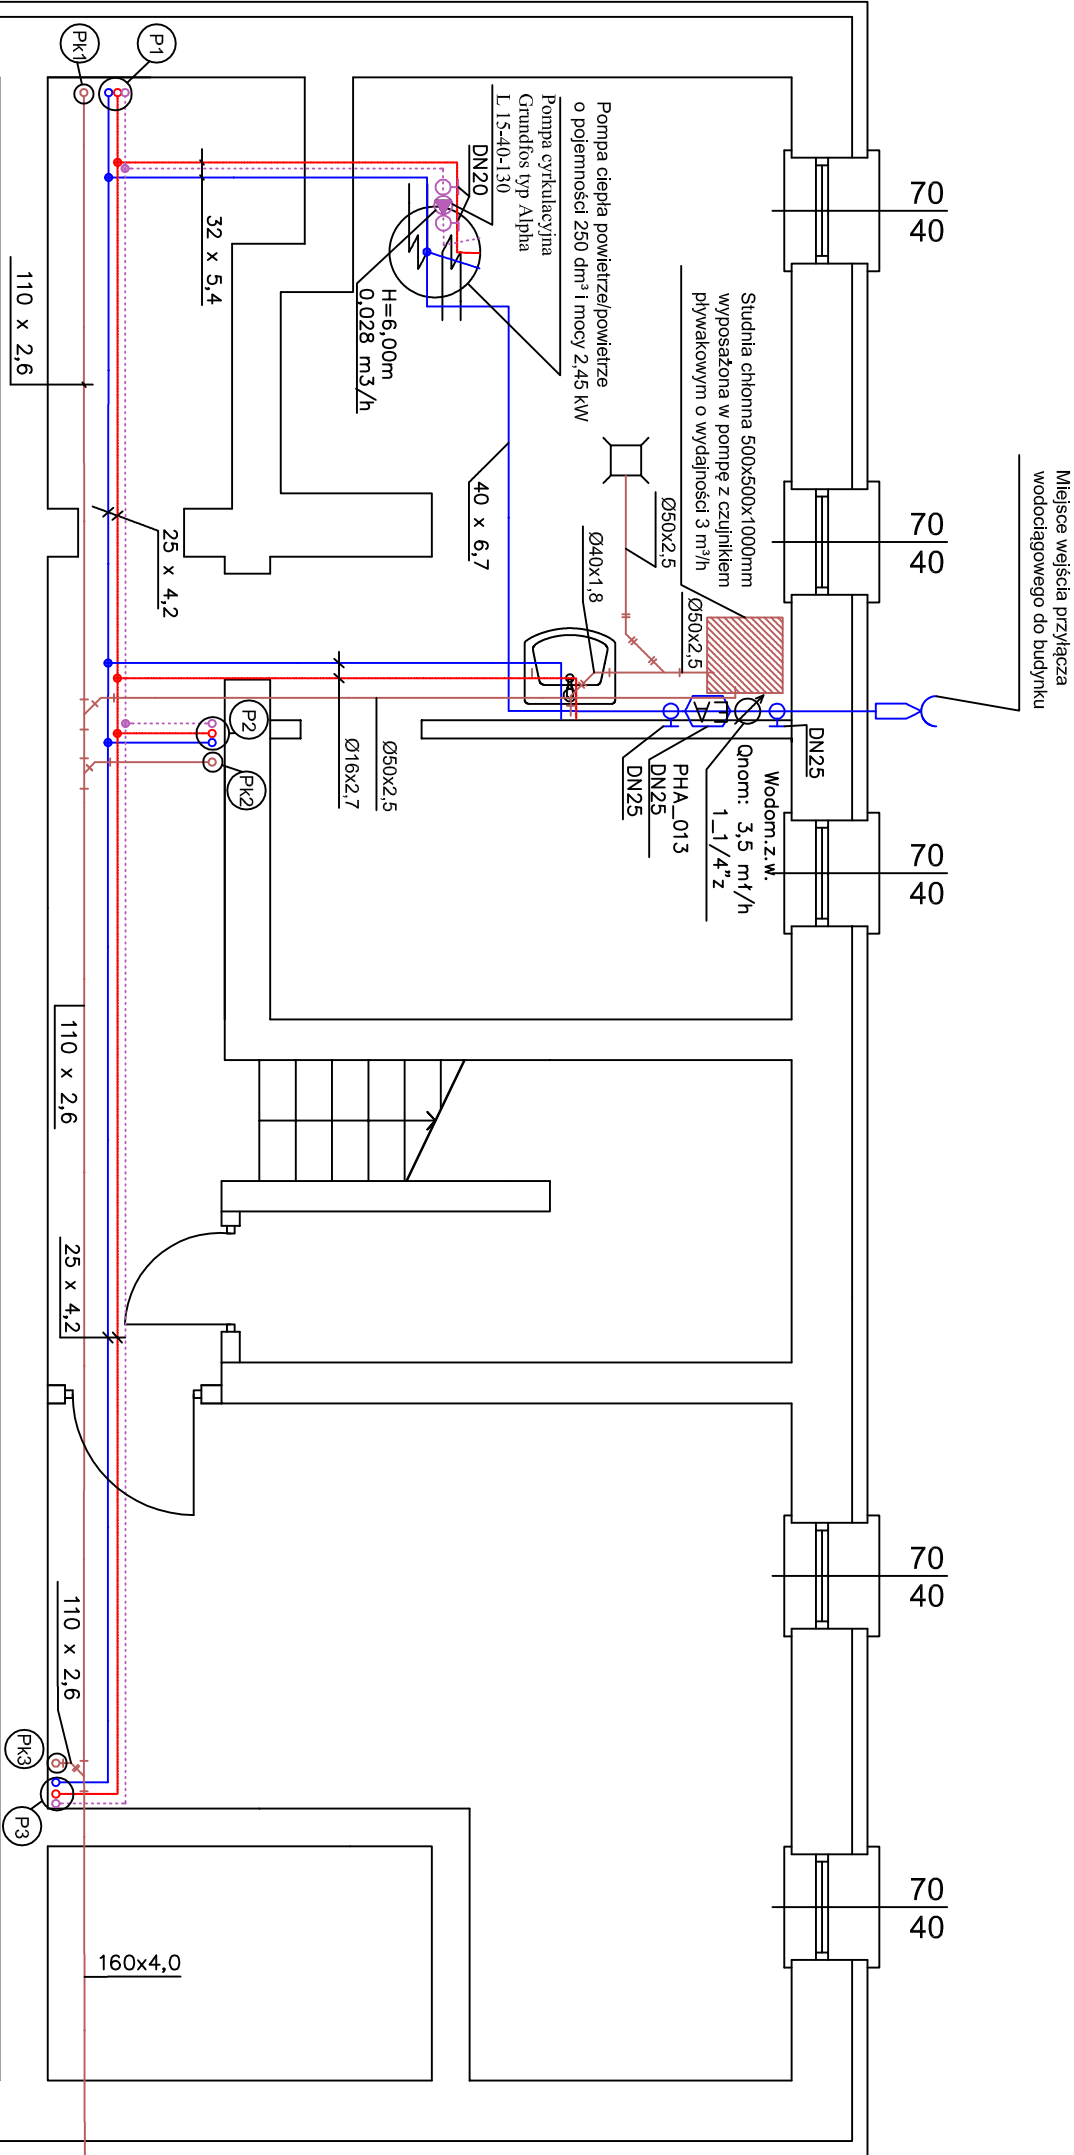 Miejsce wejścia przyłącza
wodociągowego do budynku
70
40
70
40
70
40
70
40
70
40
P1
Pk1
Pompa ciepła powietrze/powietrze
o pojemności 250 dm³ i mocy 2,45 kW
Pompa cyrkulacyjna
Grundfos typ Alpha
L 15-40-130
DN20
H=6,00m
0,028 m3/h
32 x 5,4
110 x 2,6
25 x 4,2
40 x 6,7
Studnia chłonna 500x500x1000mm
wyposażona w pompę z czujnikiem
pływakowym o wydajności 3 m³/h
Ø50x2,5
Ø40x1,8
Ø50x2,5
DN25
Wodom.z.w.
Qnom: 3,5 mł/h
1_1/4"z
PHA_013
DN25
DN25
Ø50x2,5
Ø16x2,7
P2
Pk2
110 x 2,6
25 x 4,2
110 x 2,6
Pk3
P3
160x4,0